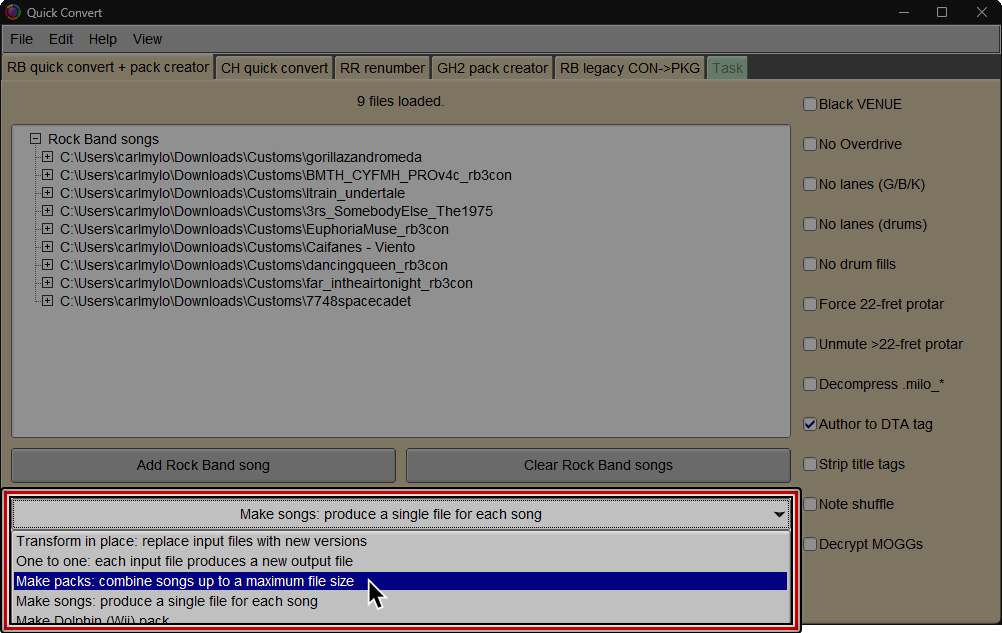 Quick Convert
File Edit Help View
RB quick convert + pack creator CH quick convert RR renumber GH2 pack creator RB legacy CON->PKG Task
9 files loaded.
Rock Band songs
C:\Users\carlmylo\Downloads\Customs\gorillazandromeda
C:\Users\carlmylo\Downloads\Customs\BMTH_CYFMH_PROv4c_rb3con
C:\Users\carlmylo\Downloads\Customs\ltrain_undertale
C:\Users\carlmylo\Downloads\Customs\3rs_SomebodyElse_The1975
C:\Users\carlmylo\Downloads\Customs\EuphoriaMuse_rb3con
C:\Users\carlmylo\Downloads\Customs\Caifanes - Viento
C:\Users\carlmylo\Downloads\Customs\dancingqueen_rb3con
C:\Users\carlmylo\Downloads\Customs\far_intheairtonight_rb3con
C:\Users\carlmylo\Downloads\Customs\7748spacecadet
Add Rock Band song Clear Rock Band songs
Make songs: produce a single file for each song
Transform in place: replace input files with new versions
One to one: each input file produces a new output file
Make packs: combine songs up to a maximum file size
Make songs: produce a single file for each song
Make Dolphin (Wii) pack
Black VENUE
No Overdrive
No lanes (G/B/K)
No lanes (drums)
No drum fills
Force 22-fret protar
Unmute >22-fret protar
Decompress .milo_*
Author to DTA tag
Strip title tags
Note shuffle
Decrypt MOGGs